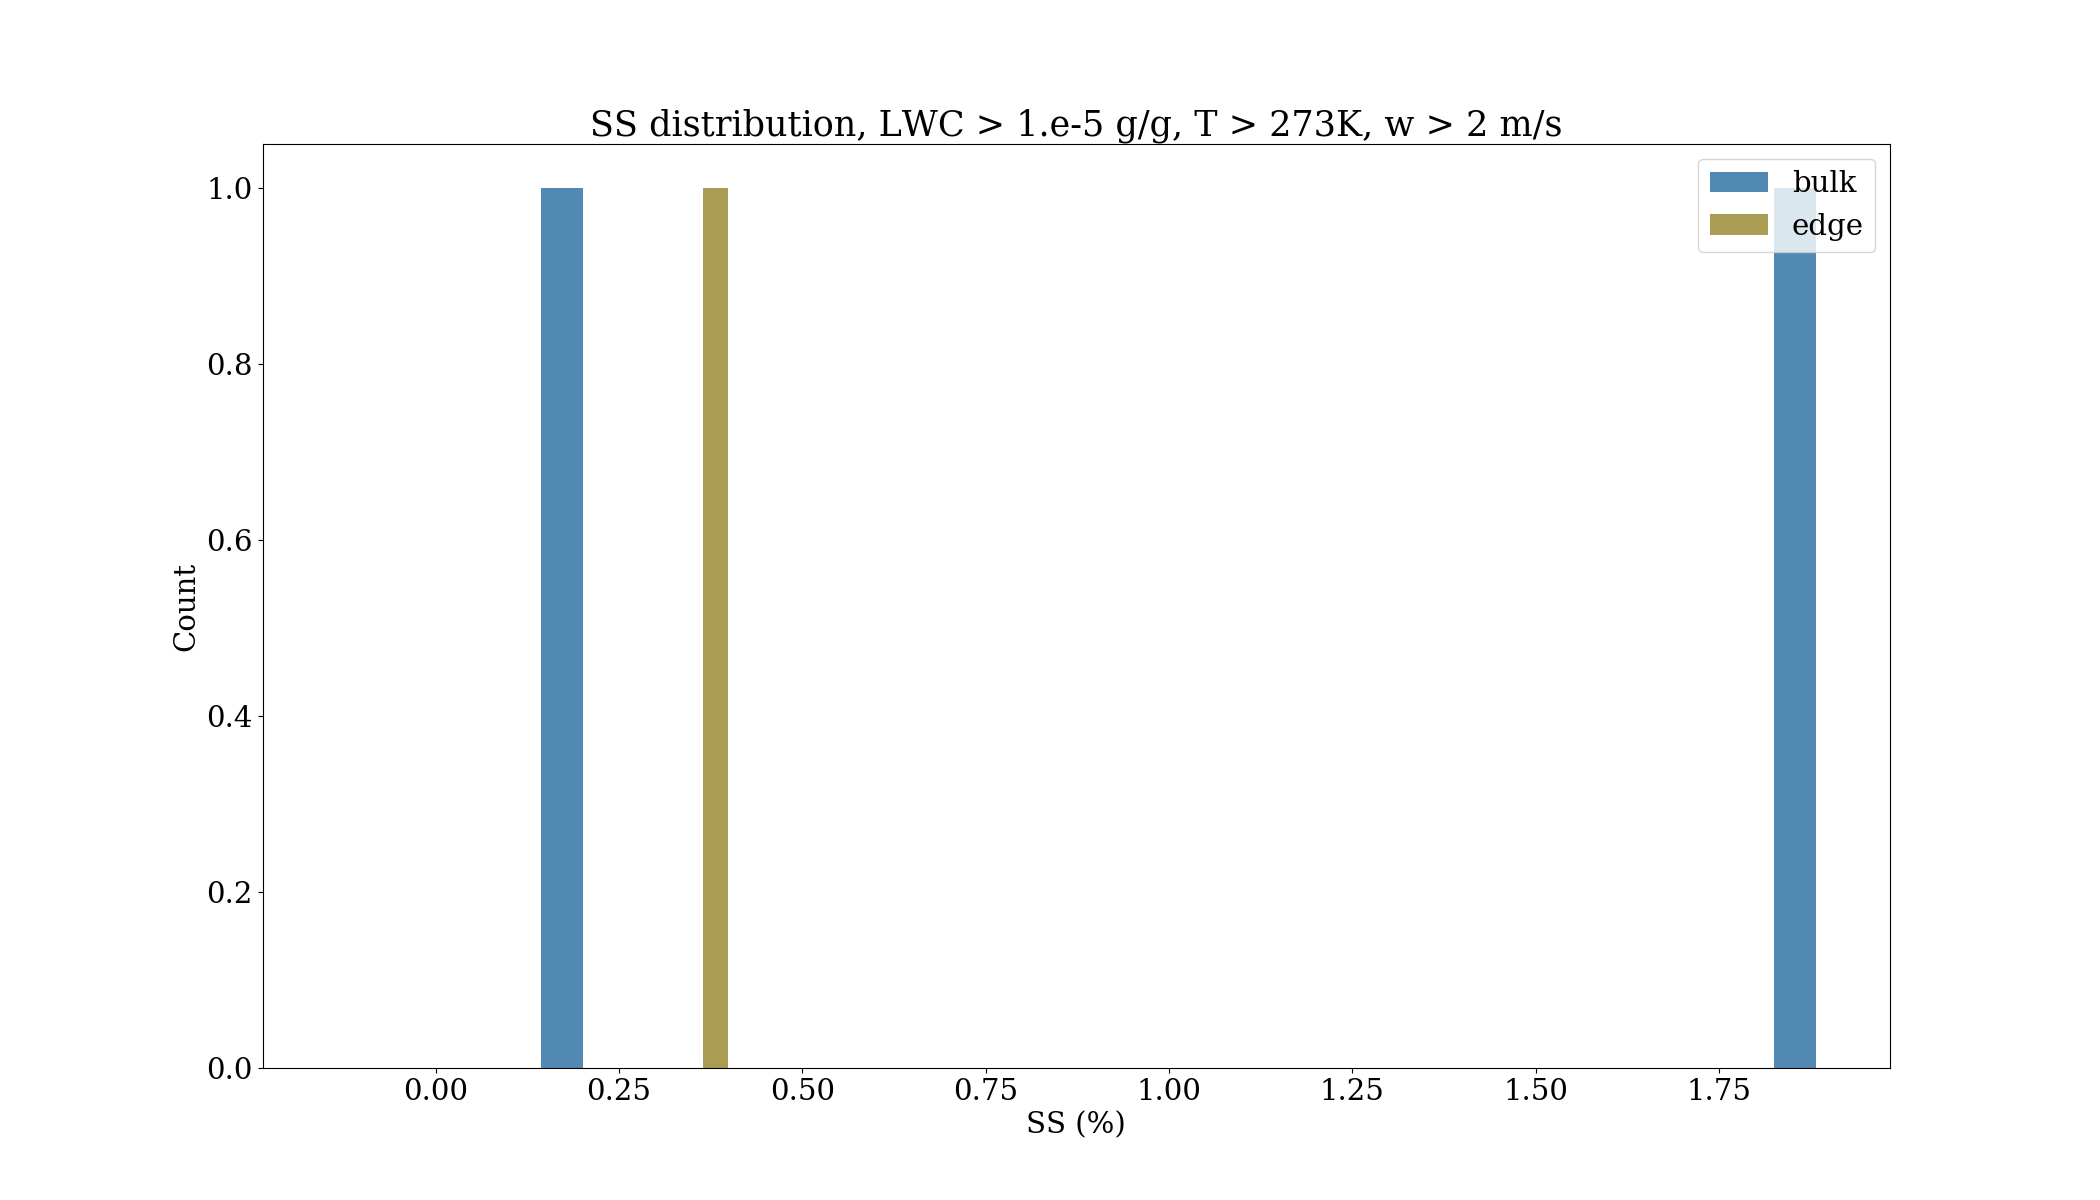 SS distribution, LWC > 1.e-5 g/g, T > 273K, w > 2 m/s
bulk
edge
1.0
0.8
0.6
0.4
0.2
0.0
Count
0.00 0.25 0.50 0.75 1.00 1.25 1.50 1.75
SS (%)